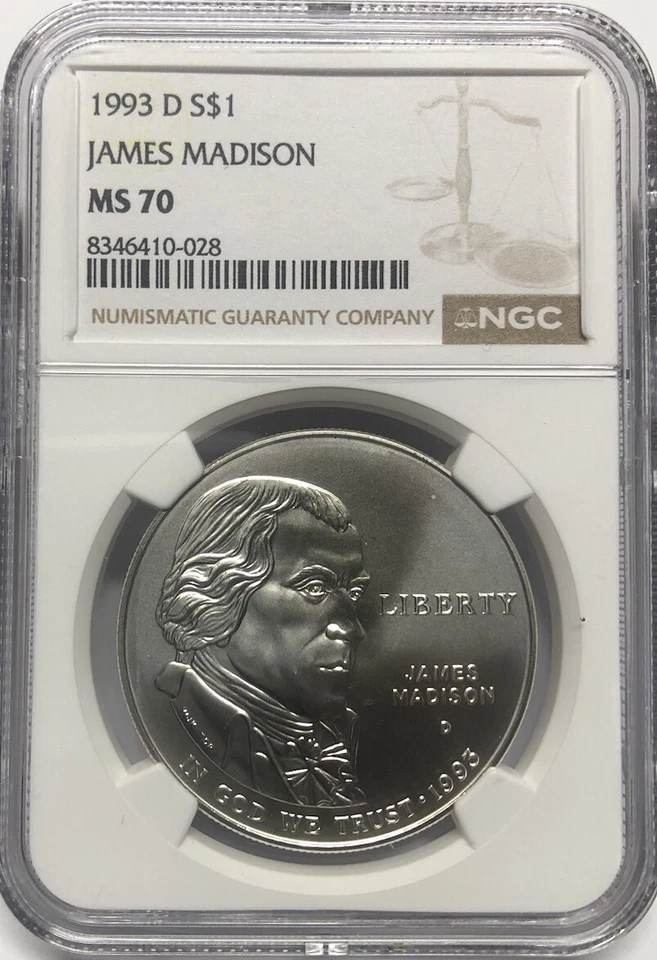 1993 D S$1
JAMES MADISON
MS 70
8346410-028
NUMISMATIC GUARANTY COMPANY
NGC
LIBERTY
JAMES
MADISON
D
IN GOD WE TRUST · 1993